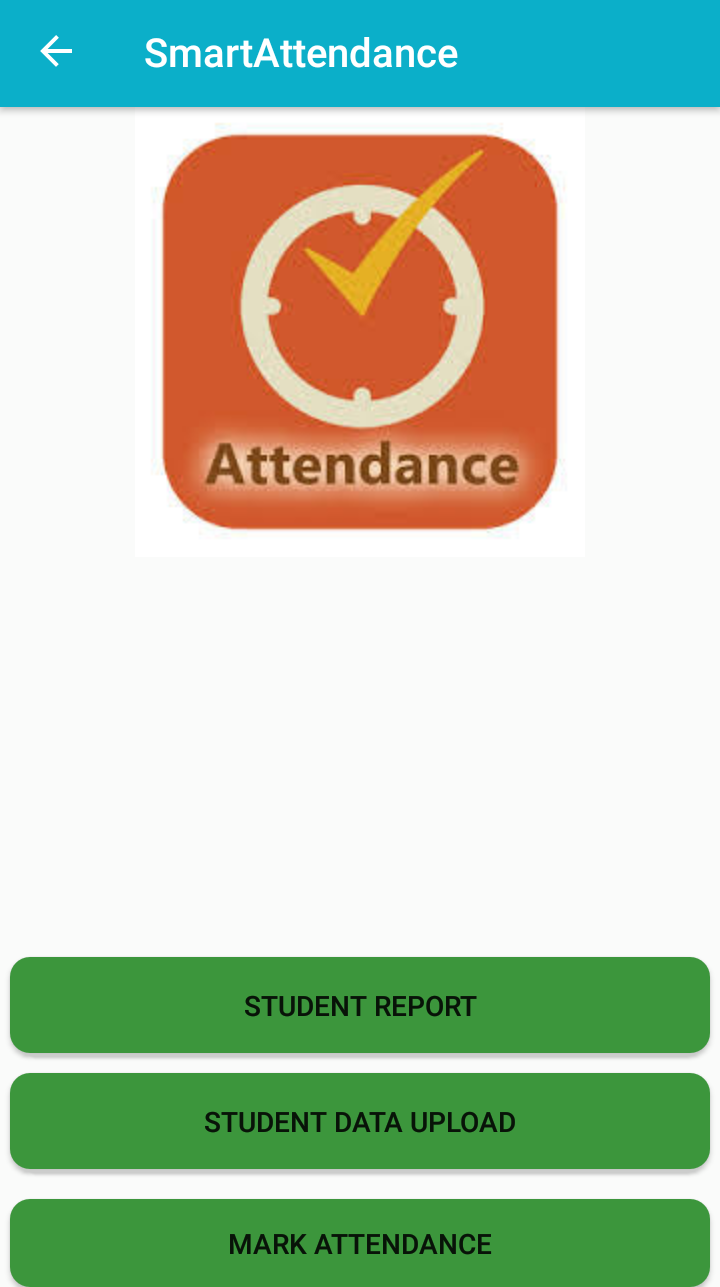 SmartAttendance
Attendance
STUDENT REPORT
STUDENT DATA UPLOAD
MARK ATTENDANCE